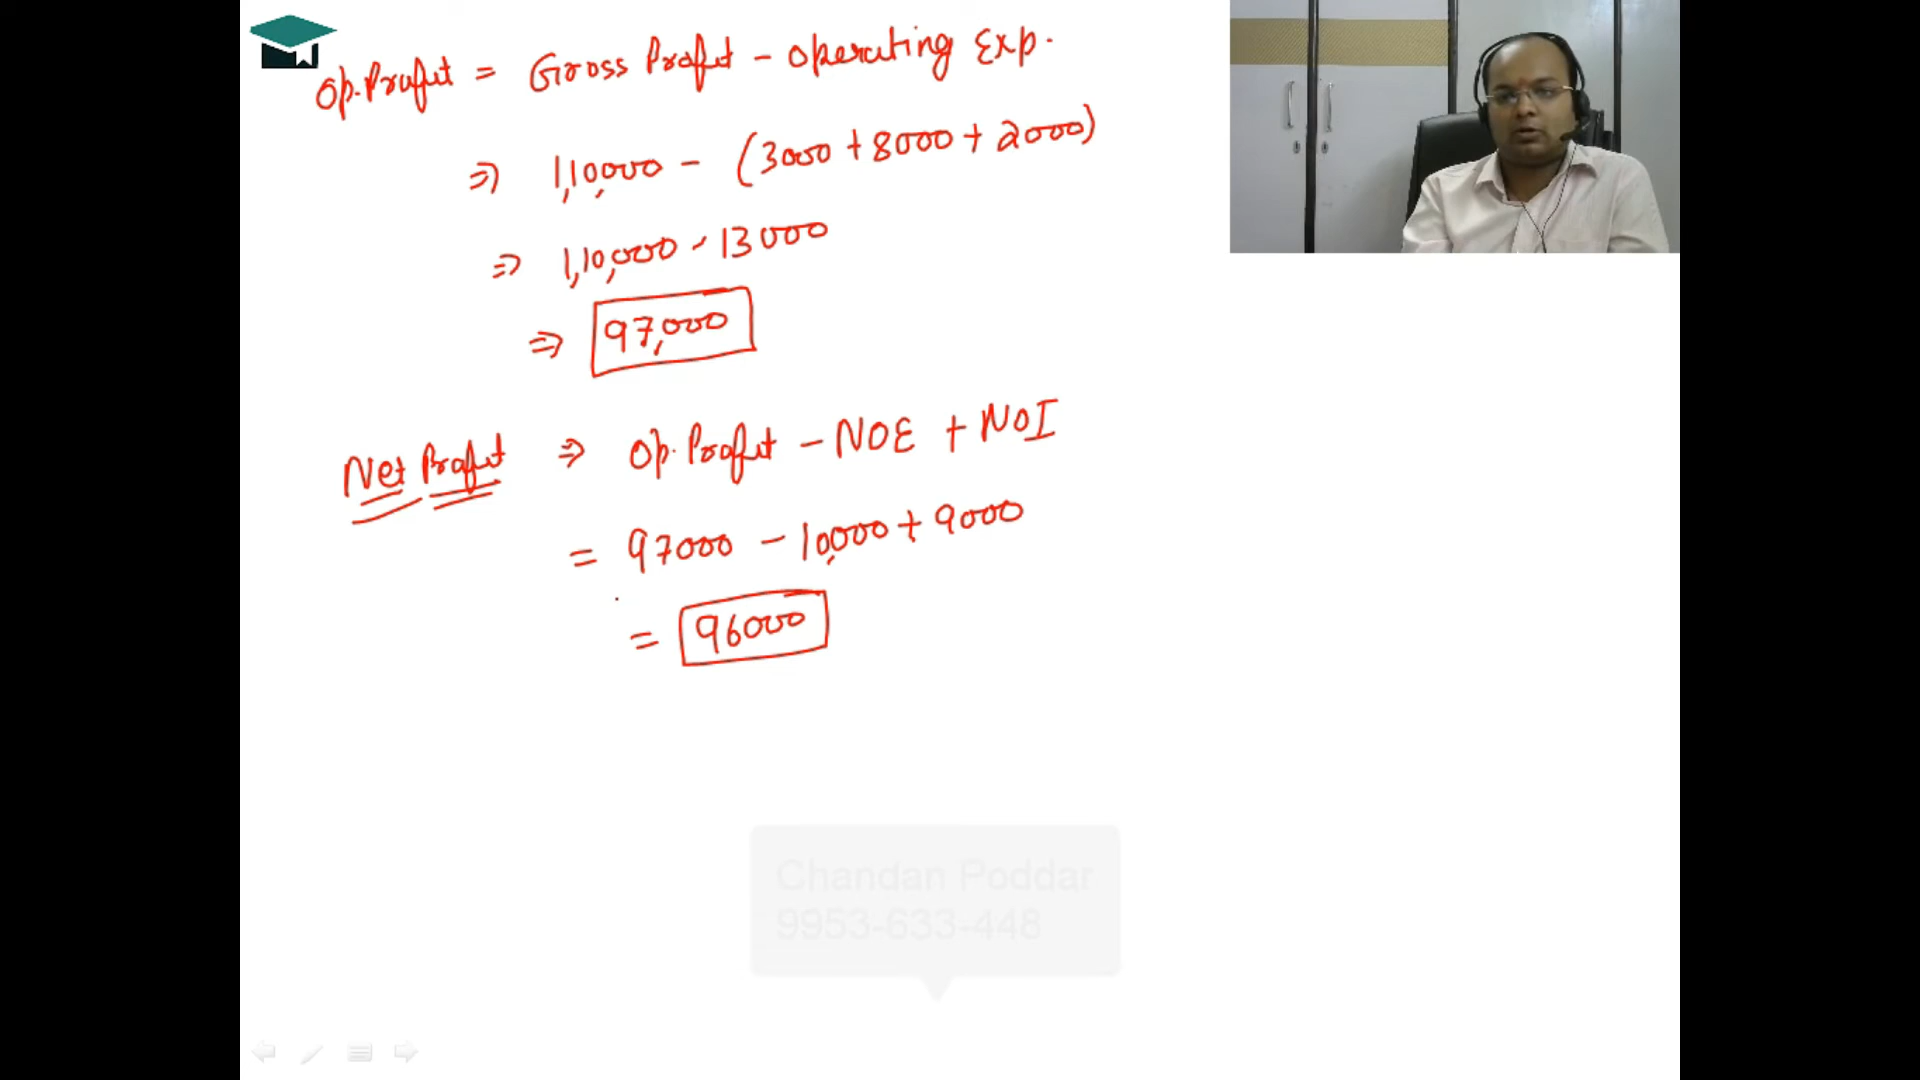 Op. Profit = Gross Profit - Operating Exp.
⇒ 1,10,000 - (3000 + 8000 + 2000)
⇒ 1,10,000 - 13000
⇒ 97,000
Net Profit ⇒ Op. Profit - NOE + NOI
= 97000 - 10,000 + 9000
= 96000
Chandan Poddar
9953-633-448